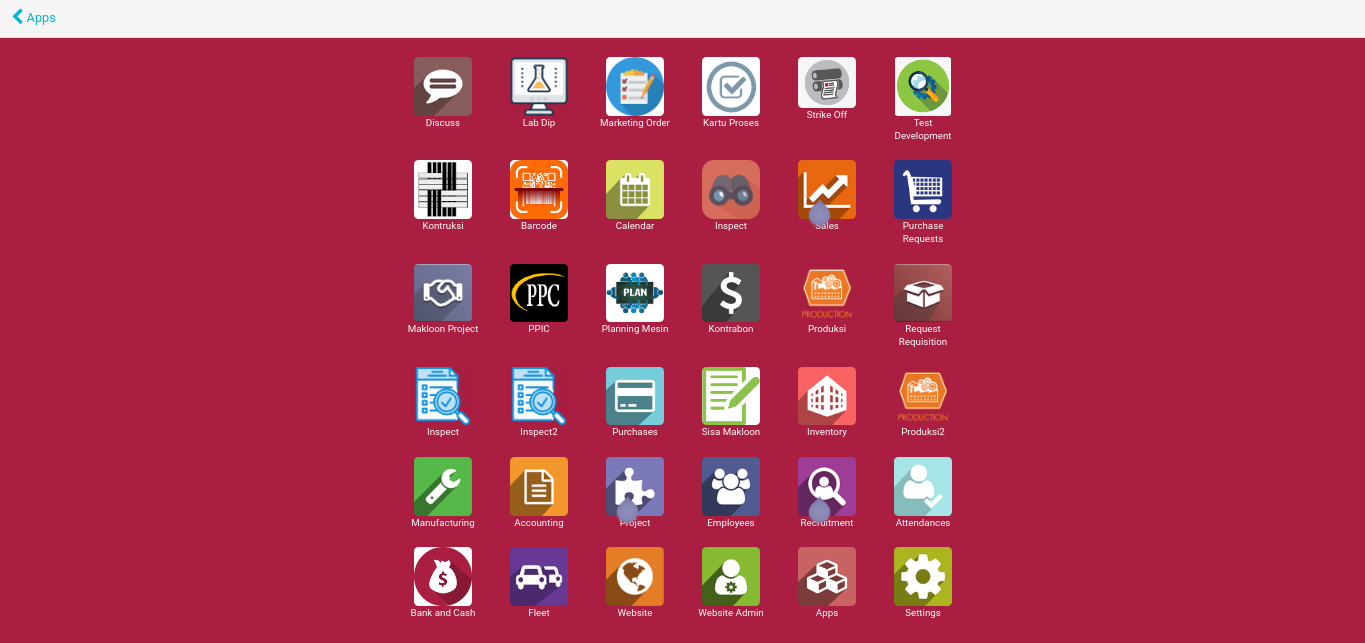 Apps
Discuss
Lab Dip
Marketing Order
Kartu Proses
Strike Off
Test
Development
Kontruksi
Barcode
Calendar
Inspect
Sales
Purchase
Requests
PPC
PLAN
PRODUCTION
Makloon Project
PPIC
Planning Mesin
Kontrabon
Produksi
Request
Requisition
PRODUCTION
Inspect
Inspect2
Purchases
Sisa Makloon
Inventory
Produksi2
Manufacturing
Accounting
Project
Employees
Recruitment
Attendances
Bank and Cash
Fleet
Website
Website Admin
Apps
Settings